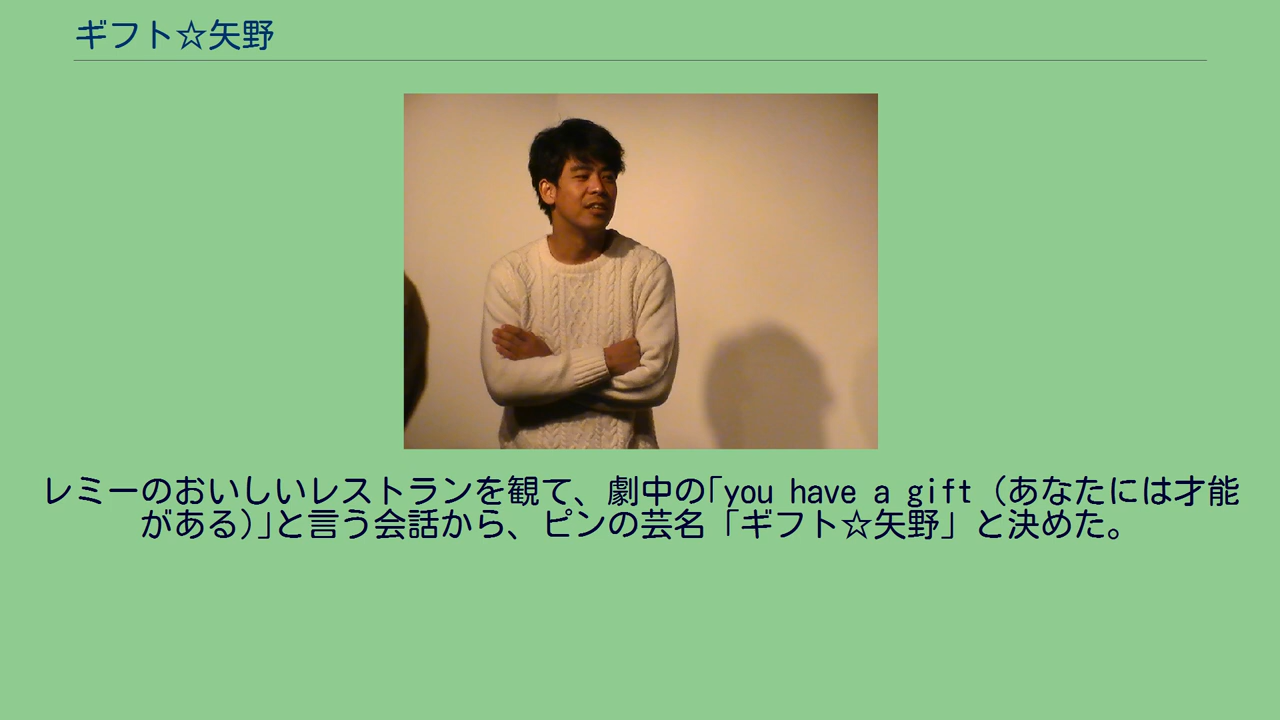 ギフト☆矢野
レミーのおいしいレストランを観て、劇中の｢you have a gift（あなたには才能
がある)｣と言う会話から、ピンの芸名「ギフト☆矢野」と決めた。